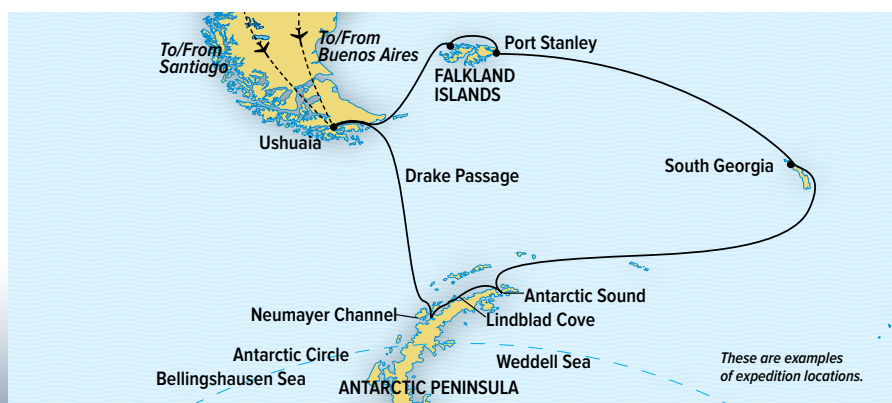 To/From
Santiago
To/From
Buenos Aires
Port Stanley
FALKLAND
ISLANDS
Ushuaia
South Georgia
Drake Passage
Antarctic Sound
Neumayer Channel
Lindblad Cove
Antarctic Circle
Weddell Sea
Bellingshausen Sea
ANTARCTIC PENINSULA
These are examples
of expedition locations.